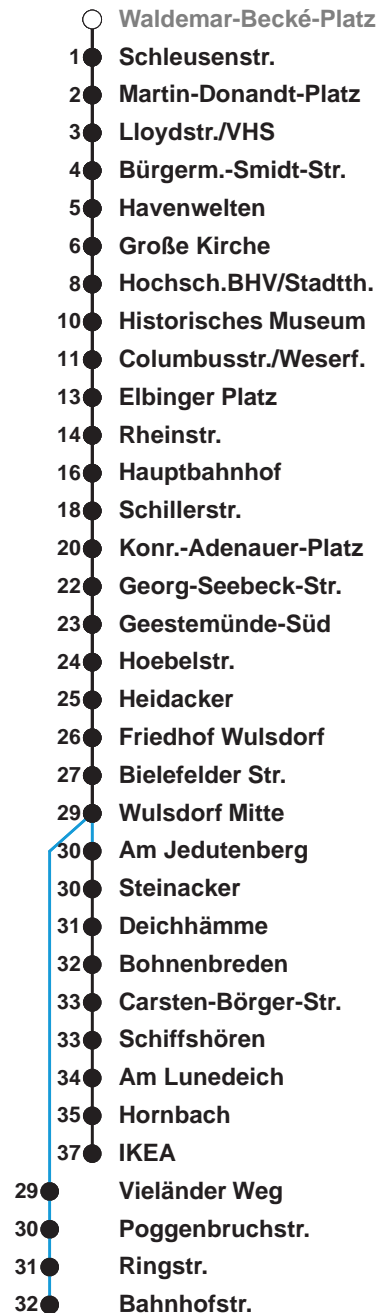 Waldemar-Becké-Platz
1 Schleusenstr.
2 Martin-Donandt-Platz
3 Lloydstr./VHS
4 Bürgerm.-Smidt-Str.
5 Havenwelten
6 Große Kirche
8 Hochsch.BHV/Stadtth.
10 Historisches Museum
11 Columbusstr./Weserf.
13 Elbinger Platz
14 Rheinstr.
16 Hauptbahnhof
18 Schillerstr.
20 Konr.-Adenauer-Platz
22 Georg-Seebeck-Str.
23 Geestemünde-Süd
24 Hoebelstr.
25 Heidacker
26 Friedhof Wulsdorf
27 Bielefelder Str.
29 Wulsdorf Mitte
30 Am Jedutenberg
30 Steinacker
31 Deichhämme
32 Bohnenbreden
33 Carsten-Börger-Str.
33 Schiffshören
34 Am Lunedeich
35 Hornbach
37 IKEA
29 Vieländer Weg
30 Poggenbruchstr.
31 Ringstr.
32 Bahnhofstr.